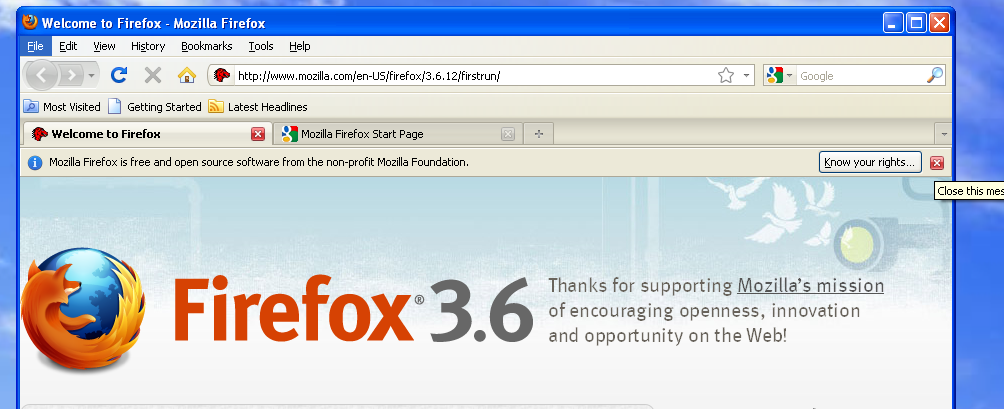 Welcome to Firefox - Mozilla Firefox
File Edit View History Bookmarks Tools Help
http://www.mozilla.com/en-US/firefox/3.6.12/firstrun/ Google
Most Visited Getting Started Latest Headlines
Welcome to Firefox Mozilla Firefox Start Page
Mozilla Firefox is free and open source software from the non-profit Mozilla Foundation. Know your rights...
Close this mes
Firefox® 3.6
Thanks for supporting Mozilla's mission
of encouraging openness, innovation
and opportunity on the Web!